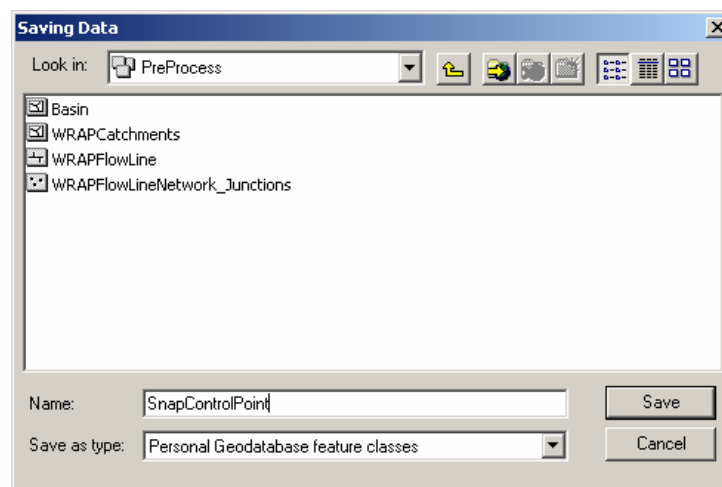 Saving Data
Look in: PreProcess
Basin
WRAPCatchments
WRAPFlowLine
WRAPFlowLineNetwork_Junctions
Name: SnapControlPoint Save
Save as type: Personal Geodatabase feature classes Cancel